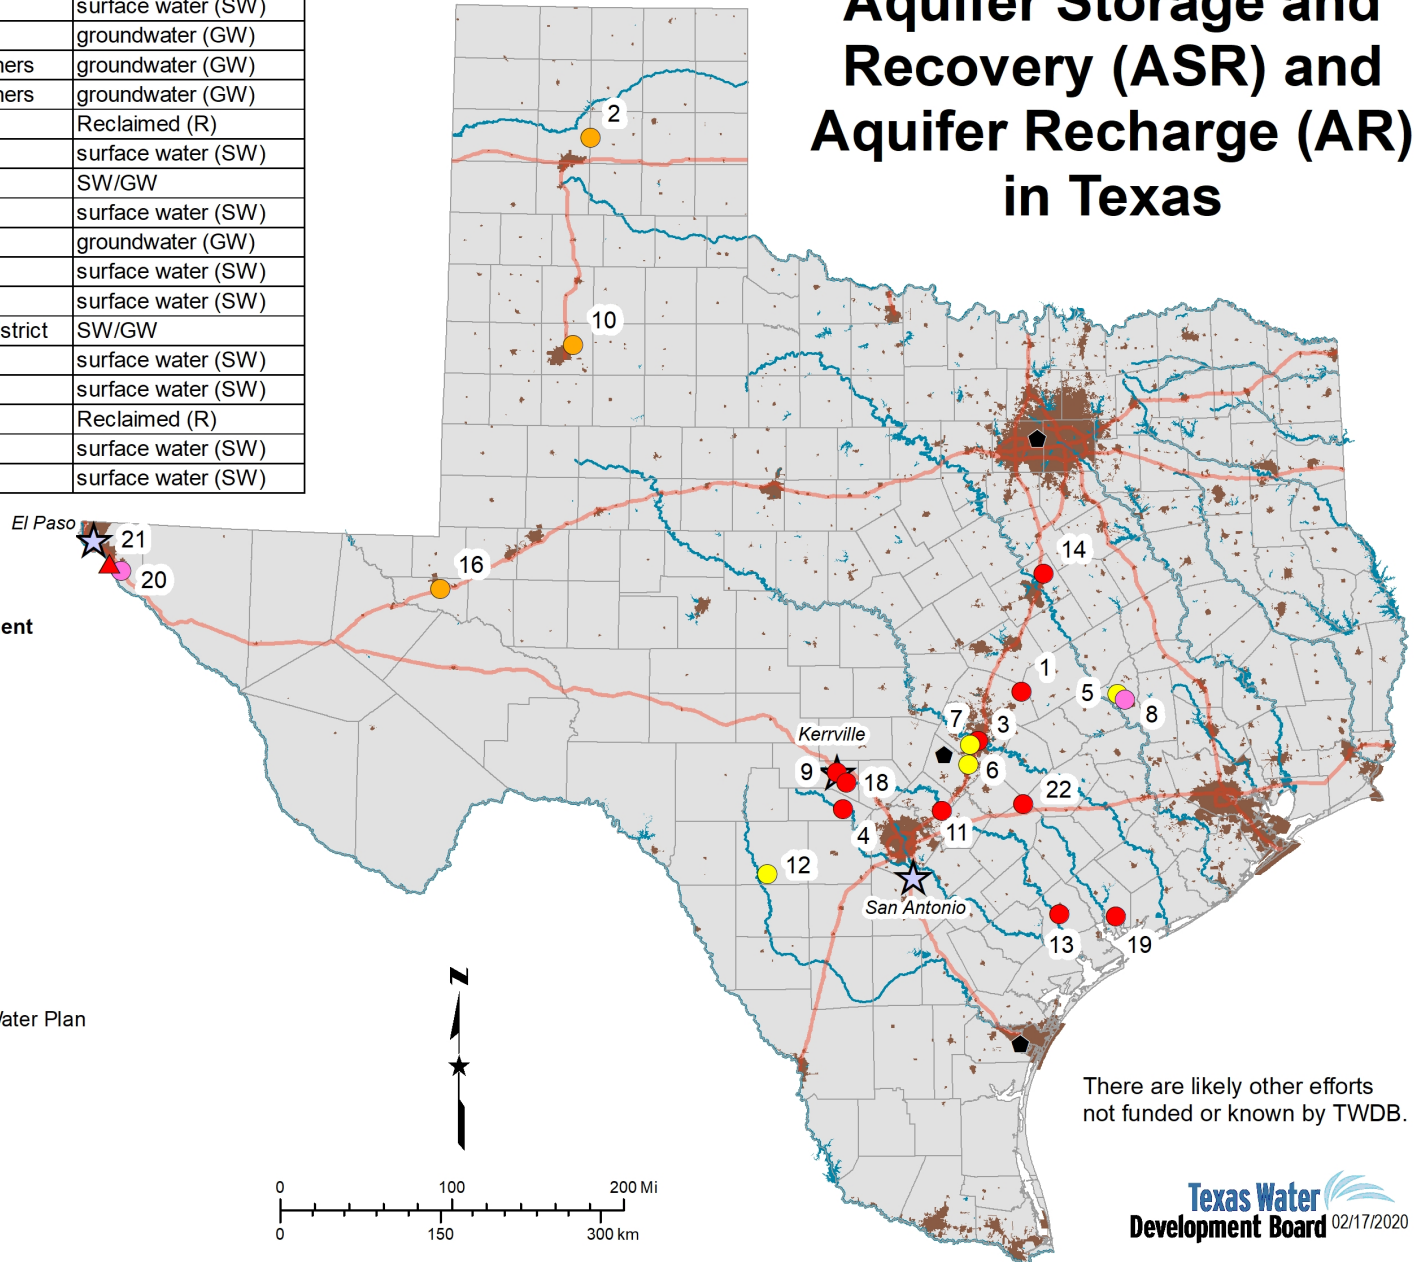 surface water (SW)
groundwater (GW)
groundwater (GW)
groundwater (GW)
Reclaimed (R)
surface water (SW)
SW/GW
surface water (SW)
groundwater (GW)
surface water (SW)
surface water (SW)
strict SW/GW
surface water (SW)
surface water (SW)
Reclaimed (R)
surface water (SW)
surface water (SW)
Aquifer Storage and
Recovery (ASR) and
Aquifer Recharge (AR)
in Texas
2
10
El Paso
21
20
16
14
1
5
8
7
3
6
Kerrville
9
18
22
4
11
12
San Antonio
13
19
ent
Water Plan
N
There are likely other efforts
not funded or known by TWDB.
0 100 200 Mi
0 150 300 km
Texas Water
Development Board 02/17/2020